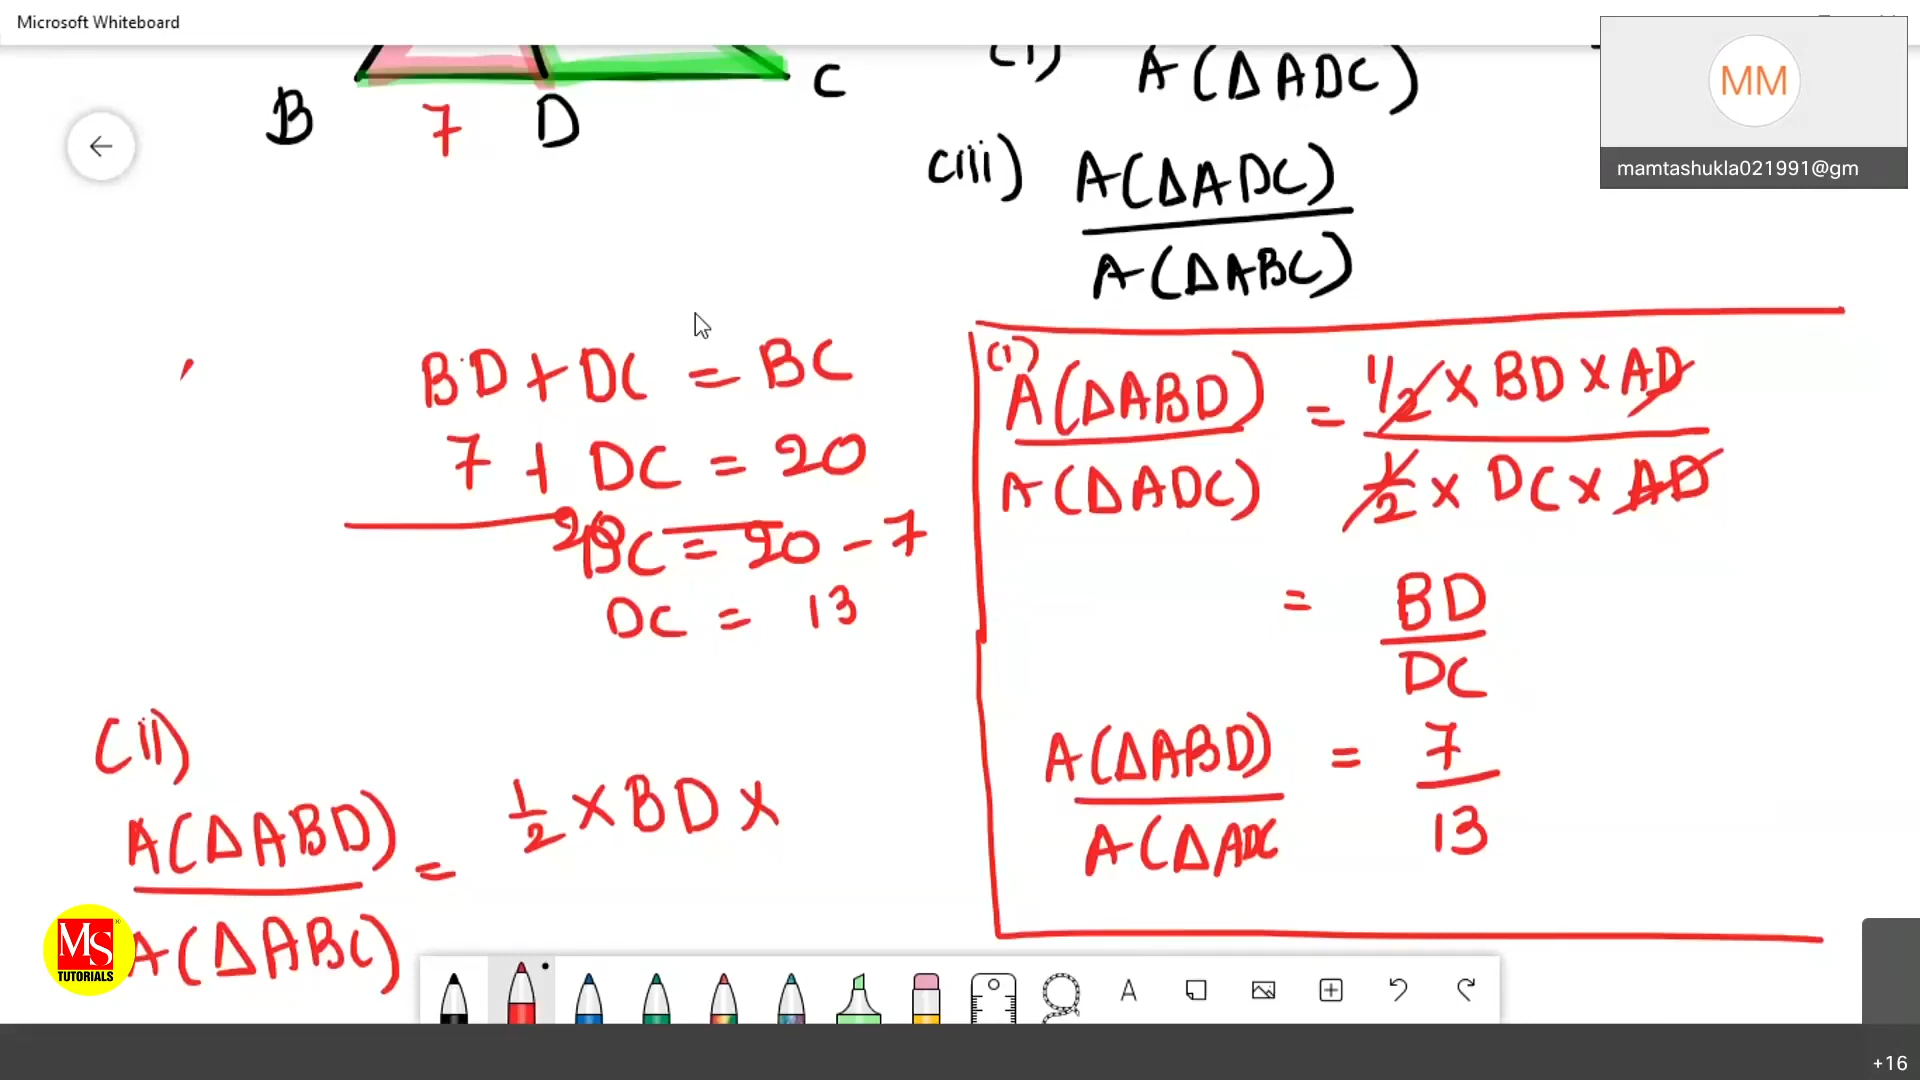 Microsoft Whiteboard
B 7 D C
(i) A(ΔADC)
MM
mamtashukla021991@gm
(iii) A(ΔADC)
A(ΔABC)
BD + DC = BC
7 + DC = 20
DC = 20 - 7
DC = 13
(i)
A(ΔABD) = 1/2 × BD × AD
A(ΔADC) 1/2 × DC × AD
= BD
DC
A(ΔABD) = 7
A(ΔADC 13
(ii)
A(ΔABD) = 1/2 × BD ×
A(ΔABC)
MS
TUTORIALS
+16